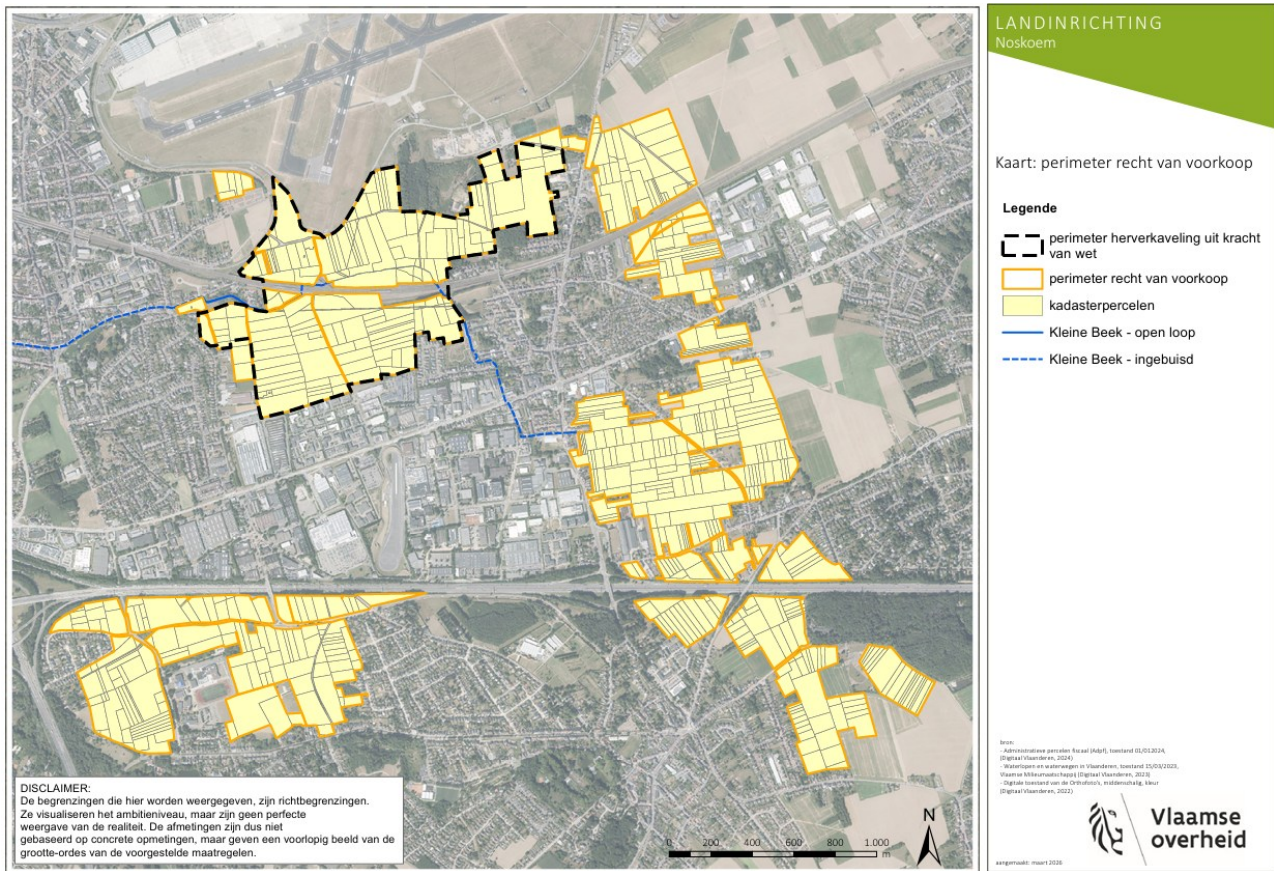 LANDINRICHTING
Noskoem
Kaart: perimeter recht van voorkoop
Legende
perimeter herverkaveling uit kracht
van wet
perimeter recht van voorkoop
kadasterpercelen
Kleine Beek - open loop
Kleine Beek - ingebuisd
DISCLAIMER:
De begrenzingen die hier worden weergegeven, zijn richtbegrenzingen.
Ze visualiseren het ambitieniveau, maar zijn geen perfecte
weergave van de realiteit. De afmetingen zijn dus niet
gebaseerd op concrete opmetingen, maar geven een voorlopig beeld van de
grootte-ordes van de voorgestelde maatregelen.
0 200 400 600 800 1.000
m
N
bron:
- Administratieve percelen fiscaal (Adpf), toestand 01/012024,
(Digitaal Vlaanderen, 2024)
- Waterlopen en waterwegen in Vlaanderen, toestand 15/03/2023,
Vlaamse Milieumaatschappij (Digitaal Vlaanderen, 2023)
- Digitale toestand van de Orthofoto's, middenschalig, kleur
(Digitaal Vlaanderen, 2022)
Vlaamse
overheid
aangemaakt: maart 2026